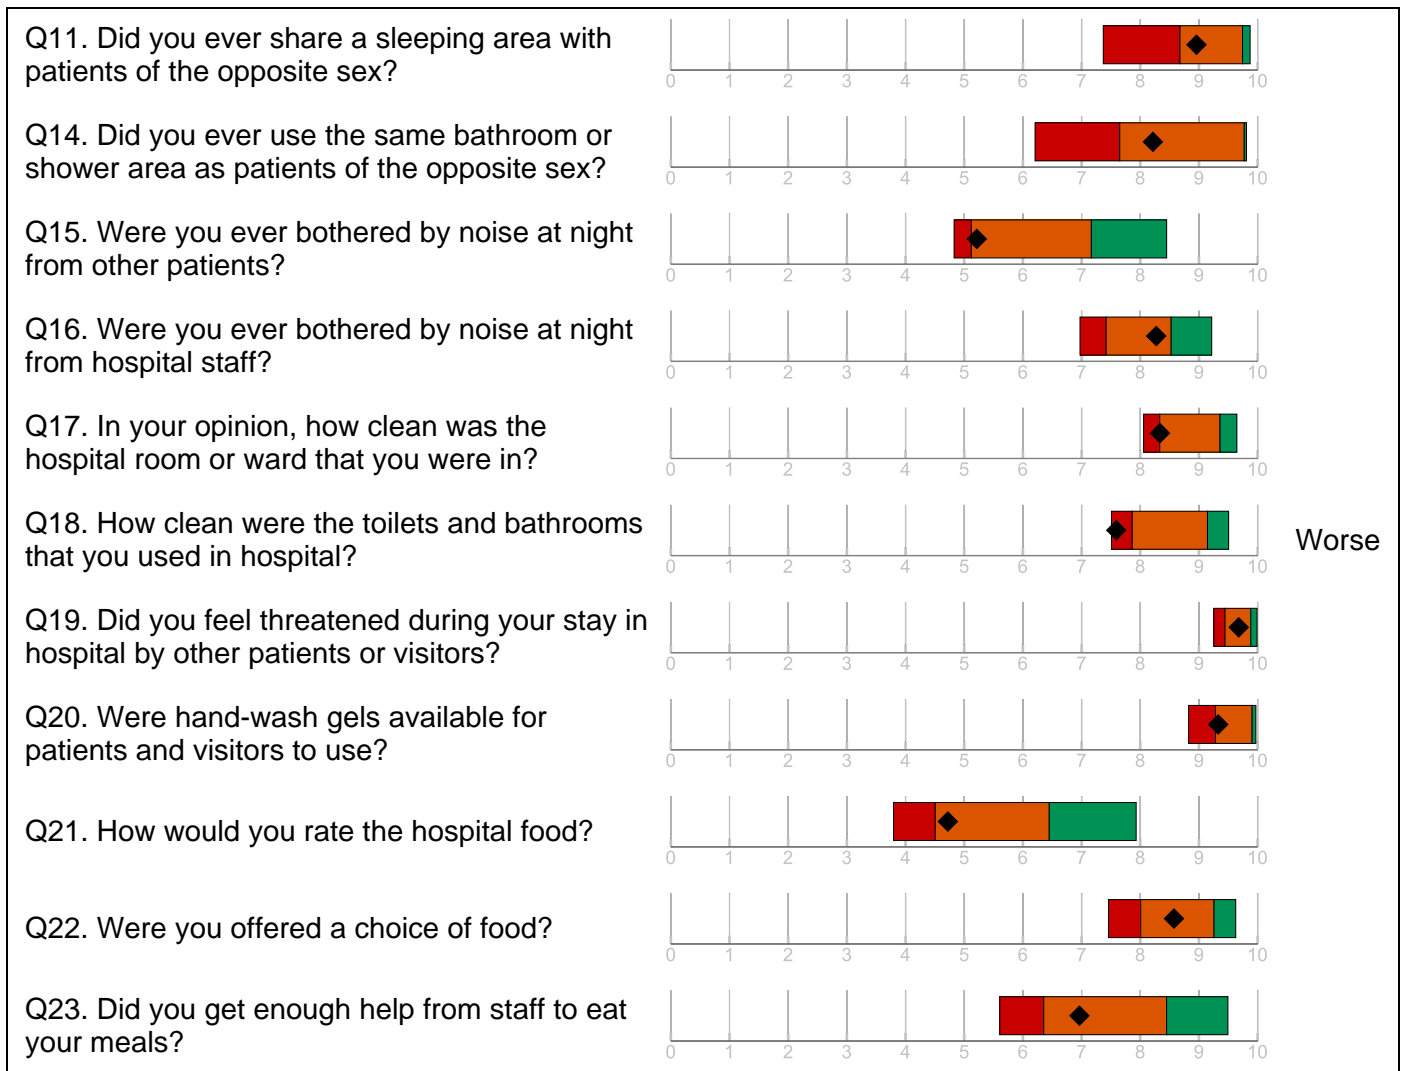 Q11. Did you ever share a sleeping area with
patients of the opposite sex?
0 1 2 3 4 5 6 7 8 9 10
Q14. Did you ever use the same bathroom or
shower area as patients of the opposite sex?
0 1 2 3 4 5 6 7 8 9 10
Q15. Were you ever bothered by noise at night
from other patients?
0 1 2 3 4 5 6 7 8 9 10
Q16. Were you ever bothered by noise at night
from hospital staff?
0 1 2 3 4 5 6 7 8 9 10
Q17. In your opinion, how clean was the
hospital room or ward that you were in?
0 1 2 3 4 5 6 7 8 9 10
Q18. How clean were the toilets and bathrooms
that you used in hospital?
Worse
0 1 2 3 4 5 6 7 8 9 10
Q19. Did you feel threatened during your stay in
hospital by other patients or visitors?
0 1 2 3 4 5 6 7 8 9 10
Q20. Were hand-wash gels available for
patients and visitors to use?
0 1 2 3 4 5 6 7 8 9 10
Q21. How would you rate the hospital food?
0 1 2 3 4 5 6 7 8 9 10
Q22. Were you offered a choice of food?
0 1 2 3 4 5 6 7 8 9 10
Q23. Did you get enough help from staff to eat
your meals?
0 1 2 3 4 5 6 7 8 9 10